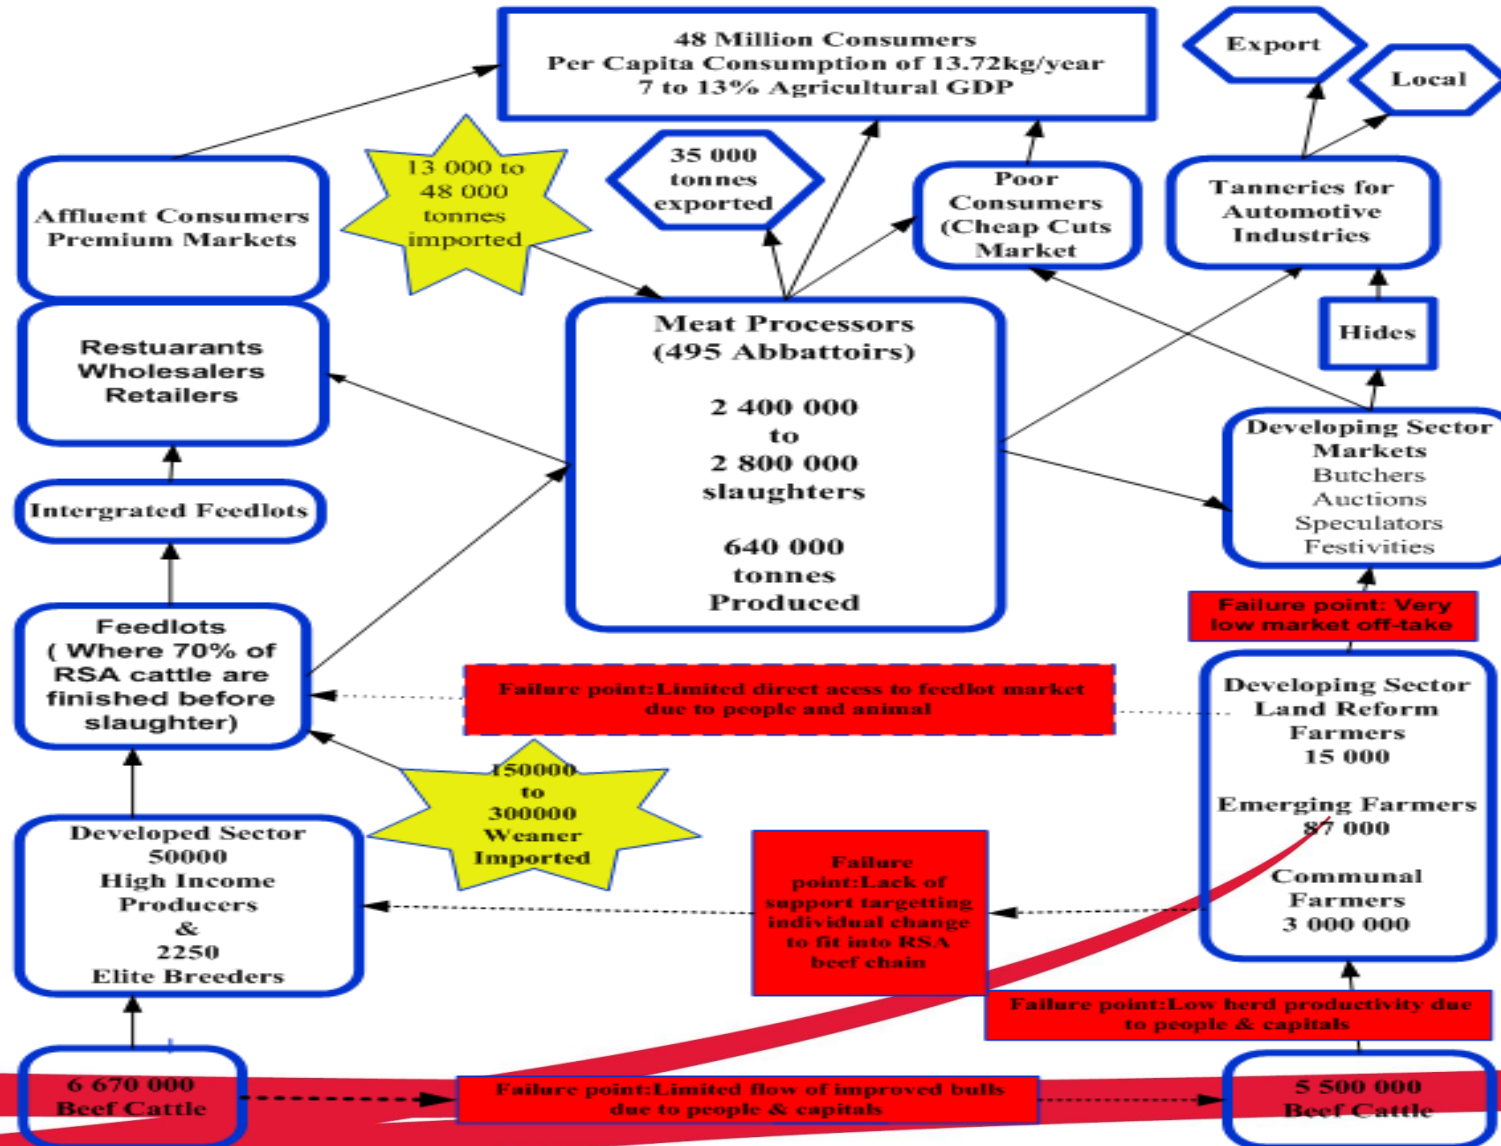 48 Million Consumers
Per Capita Consumption of 13.72kg/year
7 to 13% Agricultural GDP
Export
Local
13 000 to
48 000
tonnes
imported
35 000
tonnes
exported
Poor
Consumers
(Cheap Cuts
Market
Tanneries for
Automotive
Industries
Affluent Consumers
Premium Markets
Restuarants
Wholesalers
Retailers
Meat Processors
(495 Abbattoirs)
2 400 000
to
2 800 000
slaughters
640 000
tonnes
Produced
Hides
Developing Sector
Markets
Butchers
Auctions
Speculators
Festivities
Intergrated Feedlots
Failure point: Very
low market off-take
Feedlots
( Where 70% of
RSA cattle are
finished before
slaughter)
Failure point:Limited direct acess to feedlot market
due to people and animal
Developing Sector
Land Reform
Farmers
15 000
Emerging Farmers
87 000
Communal
Farmers
3 000 000
150000
to
300000
Weaner
Imported
Developed Sector
50000
High Income
Producers
&
2250
Elite Breeders
Failure
point:Lack of
support targetting
individual change
to fit into RSA
beef chain
Failure point:Low herd productivity due
to people & capitals
6 670 000
Beef Cattle
Failure point:Limited flow of improved bulls
due to people & capitals
5 500 000
Beef Cattle